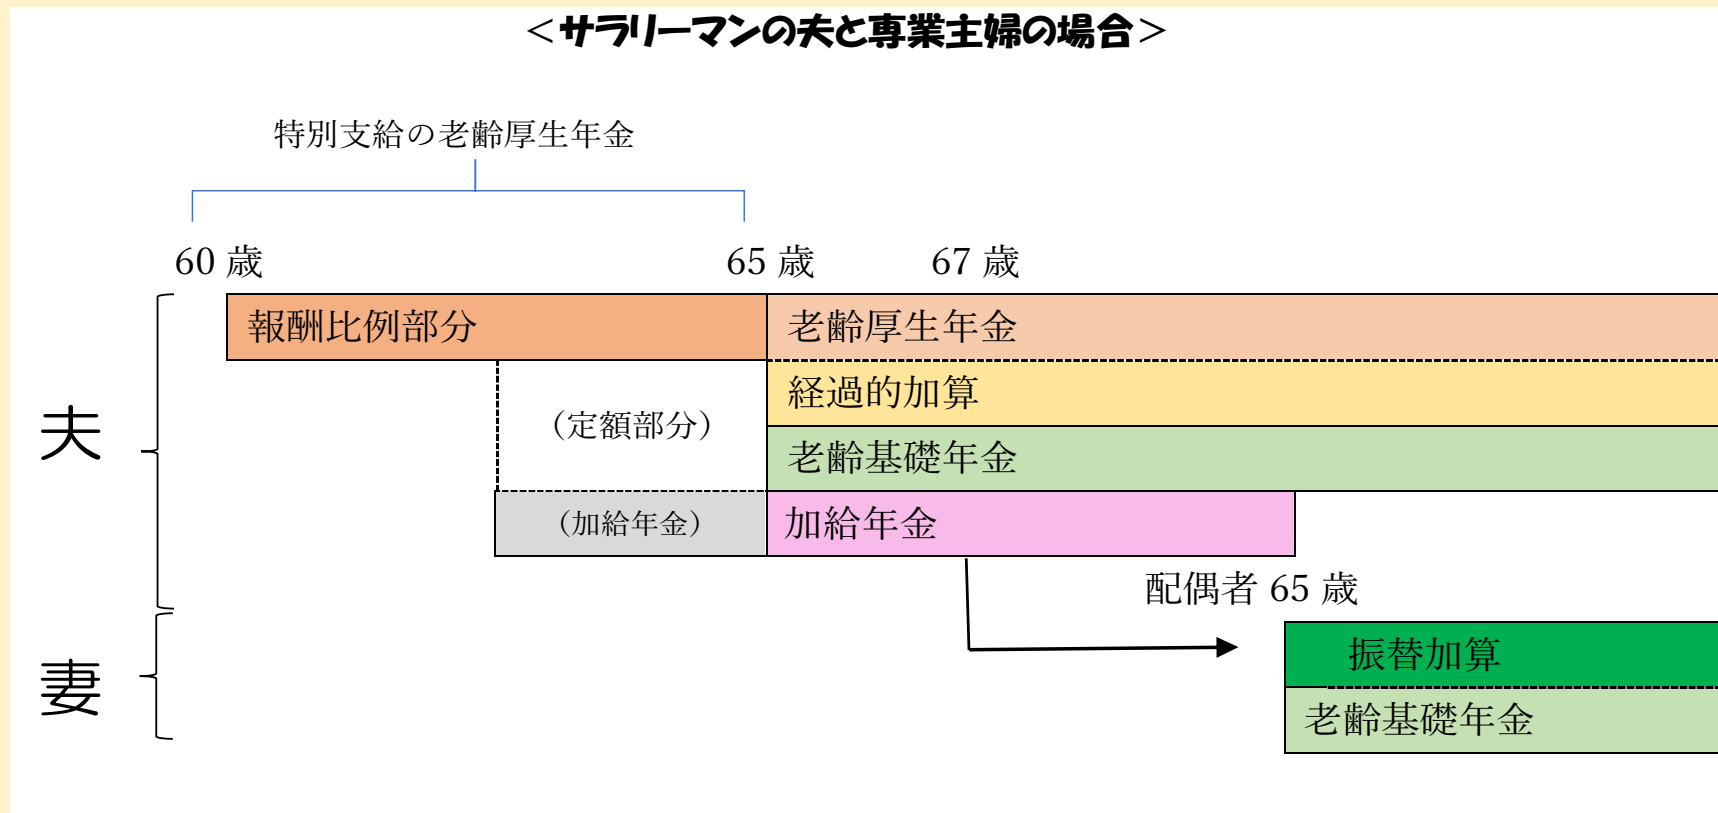 ＜サラリーマンの夫と専業主婦の場合＞
特別支給の老齢厚生年金
60 歳 65 歳 67 歳
報酬比例部分 老齢厚生年金
経過的加算
夫 （定額部分）
老齢基礎年金
（加給年金） 加給年金
配偶者 65 歳
振替加算
妻
老齢基礎年金